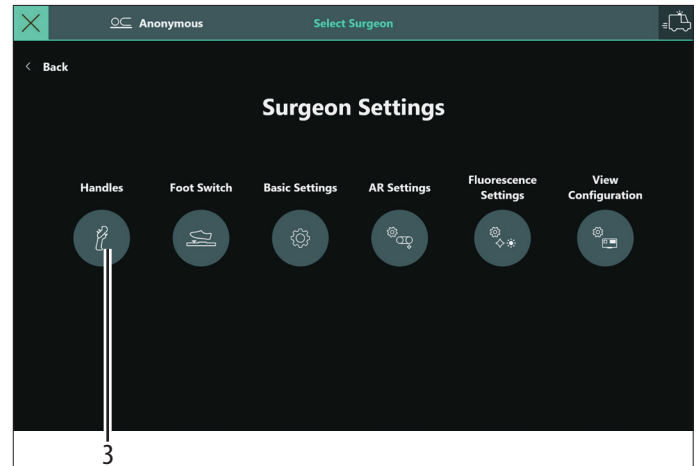 Anonymous
Select Surgeon
Back
Surgeon Settings
Handles
Foot Switch
Basic Settings
AR Settings
Fluorescence
Settings
View
Configuration
3